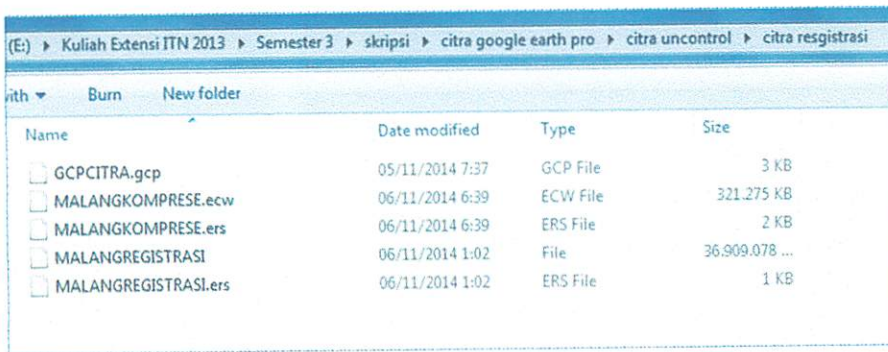 (E:) ▸ Kuliah Extensi ITN 2013 ▸ Semester 3 ▸ skripsi ▸ citra google earth pro ▸ citra uncontrol ▸ citra resgistrasi
with Burn New folder
Name Date modified Type Size
GCPCITRA.gcp 05/11/2014 7:37 GCP File 3 KB
MALANGKOMPRESE.ecw 06/11/2014 6:39 ECW File 321.275 KB
MALANGKOMPRESE.ers 06/11/2014 6:39 ERS File 2 KB
MALANGREGISTRASI 06/11/2014 1:02 File 36.909.078 ...
MALANGREGISTRASI.ers 06/11/2014 1:02 ERS File 1 KB